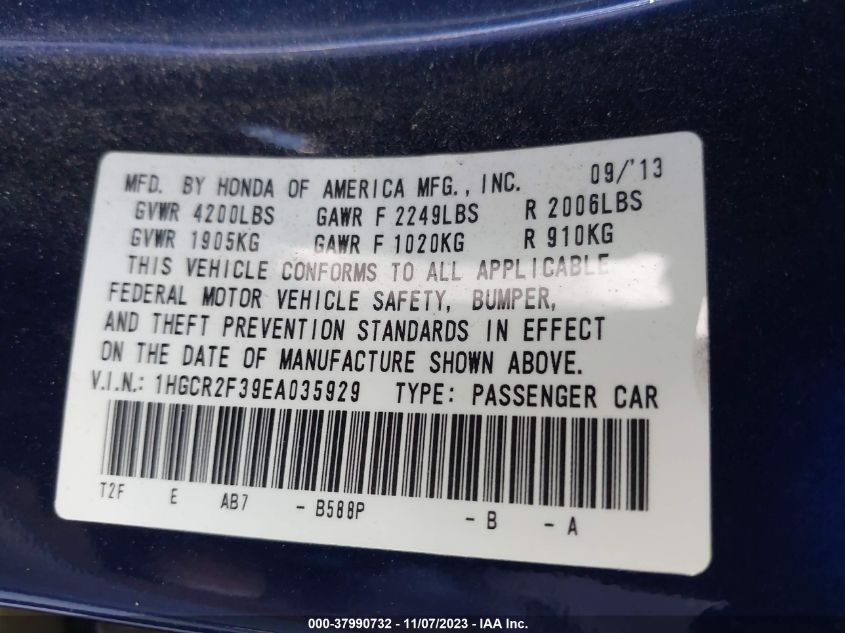 MFD. BY HONDA OF AMERICA MFG., INC. 09/'13
GVWR 4200LBS GAWR F 2249LBS R 2006LBS
GVWR 1905KG GAWR F 1020KG R 910KG
THIS VEHICLE CONFORMS TO ALL APPLICABLE
FEDERAL MOTOR VEHICLE SAFETY, BUMPER,
AND THEFT PREVENTION STANDARDS IN EFFECT
ON THE DATE OF MANUFACTURE SHOWN ABOVE.
V.I.N.: 1HGCR2F39EA035929 TYPE: PASSENGER CAR
T2F E AB7 - B588P - B - A
000-37990732 - 11/07/2023 - IAA Inc.